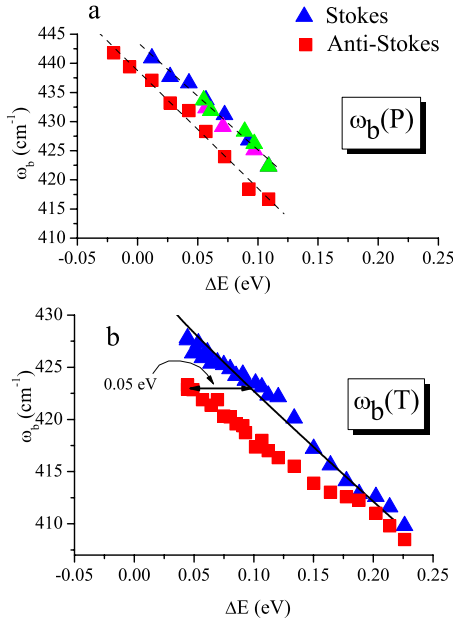 a
Stokes
Anti-Stokes
445
440
435
430
425
420
415
410
ω_b (cm⁻¹)
ω_b(P)
-0.05 0.00 0.05 0.10 0.15 0.20 0.25
ΔE (eV)
b
430
425
420
415
410
ω_b (cm⁻¹)
0.05 eV
ω_b(T)
-0.05 0.00 0.05 0.10 0.15 0.20 0.25
ΔE (eV)